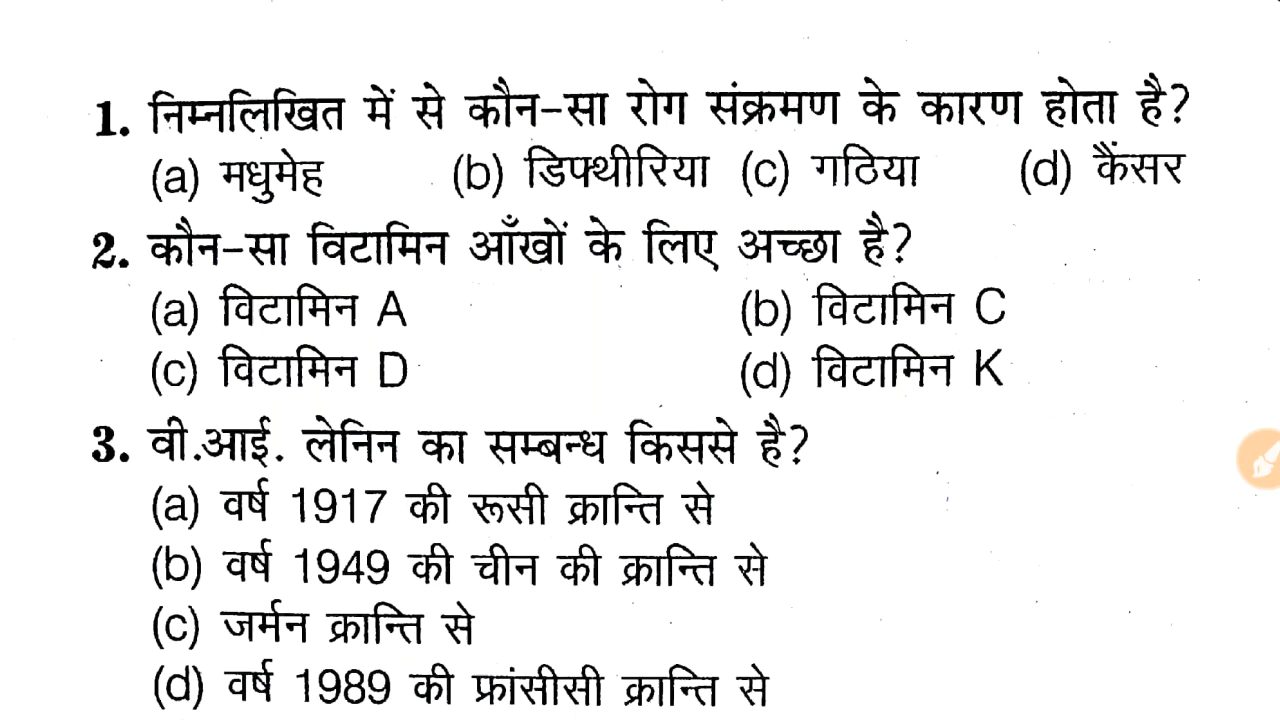 1. निम्नलिखित में से कौन-सा रोग संक्रमण के कारण होता है?
(a) मधुमेह (b) डिफ्थीरिया (c) गठिया (d) कैंसर
2. कौन-सा विटामिन आँखों के लिए अच्छा है?
(a) विटामिन A (b) विटामिन C
(c) विटामिन D (d) विटामिन K
3. वी.आई. लेनिन का सम्बन्ध किससे है?
(a) वर्ष 1917 की रूसी क्रान्ति से
(b) वर्ष 1949 की चीन की क्रान्ति से
(c) जर्मन क्रान्ति से
(d) वर्ष 1989 की फ्रांसीसी क्रान्ति से